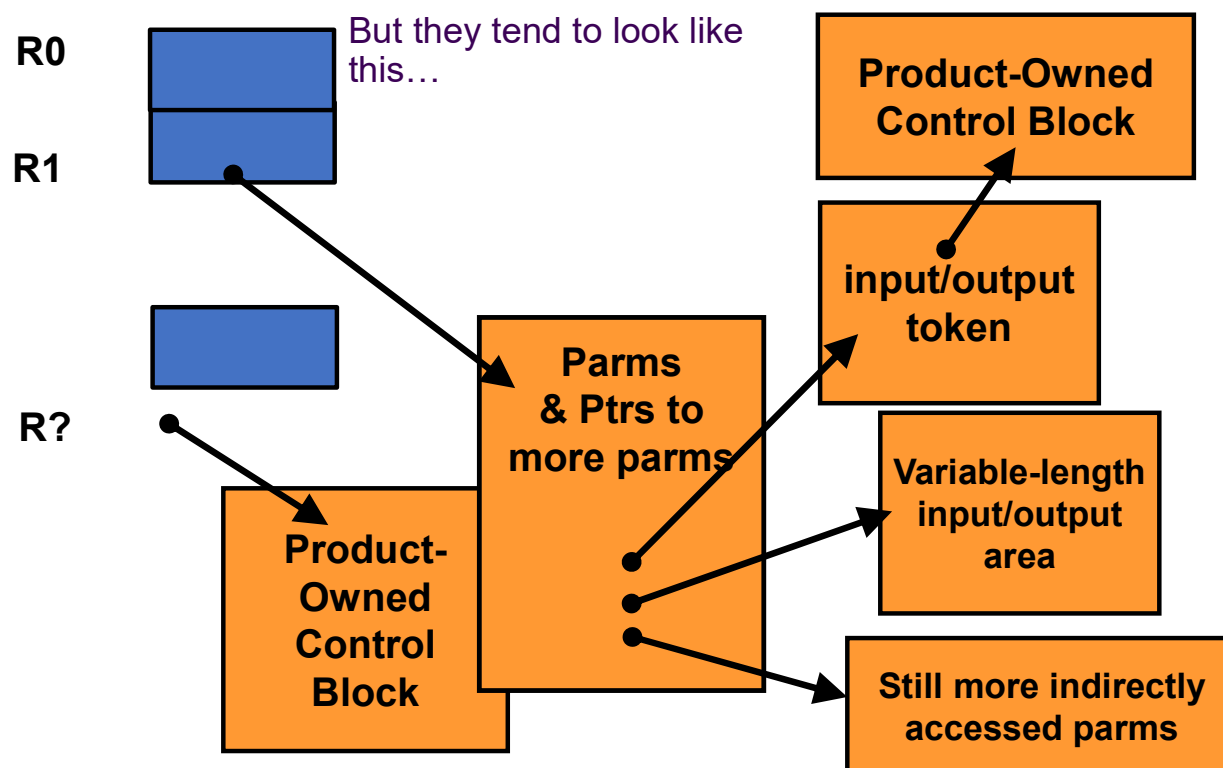 R0
But they tend to look like
this…
R1
Product-Owned
Control Block
input/output
token
Parms
& Ptrs to
more parms
R?
Variable-length
input/output
area
Product-
Owned
Control
Block
Still more indirectly
accessed parms